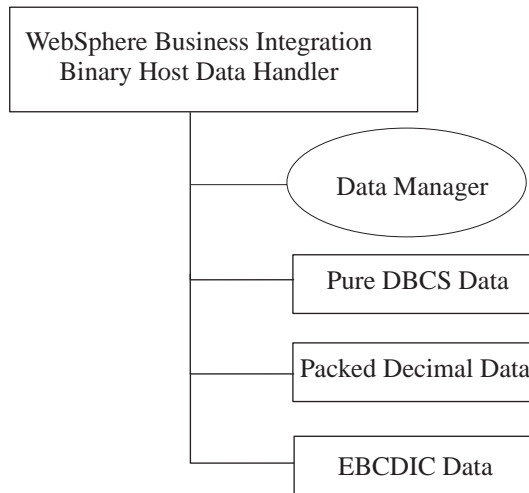 WebSphere Business Integration
Binary Host Data Handler
Data Manager
Pure DBCS Data
Packed Decimal Data
EBCDIC Data